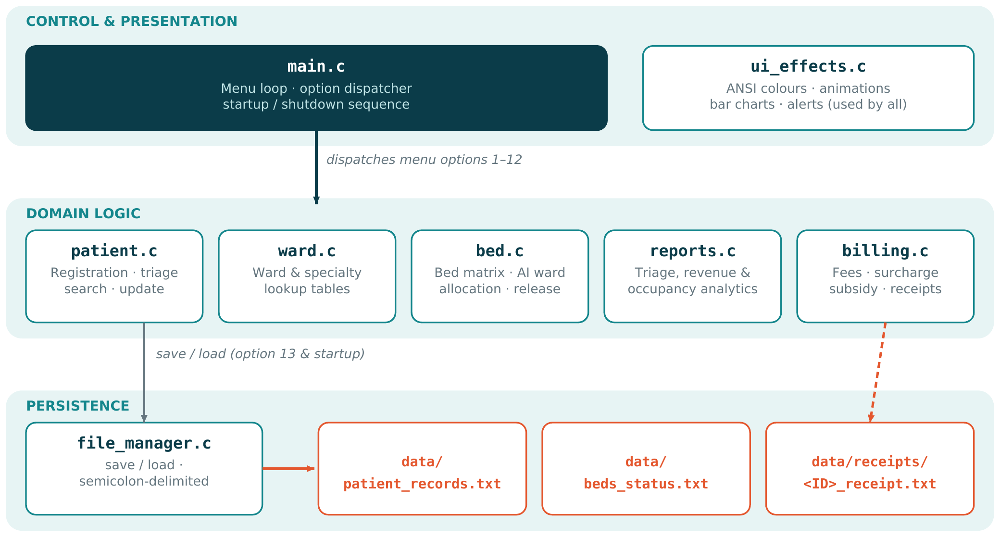 CONTROL & PRESENTATION
main.c
Menu loop · option dispatcher
startup / shutdown sequence
ui_effects.c
ANSI colours · animations
bar charts · alerts (used by all)
dispatches menu options 1–12
DOMAIN LOGIC
patient.c
Registration · triage
search · update
ward.c
Ward & specialty
lookup tables
bed.c
Bed matrix · AI ward
allocation · release
reports.c
Triage, revenue &
occupancy analytics
billing.c
Fees · surcharge
subsidy · receipts
save / load (option 13 & startup)
PERSISTENCE
file_manager.c
save / load ·
semicolon-delimited
data/
patient_records.txt
data/
beds_status.txt
data/receipts/
<ID>_receipt.txt